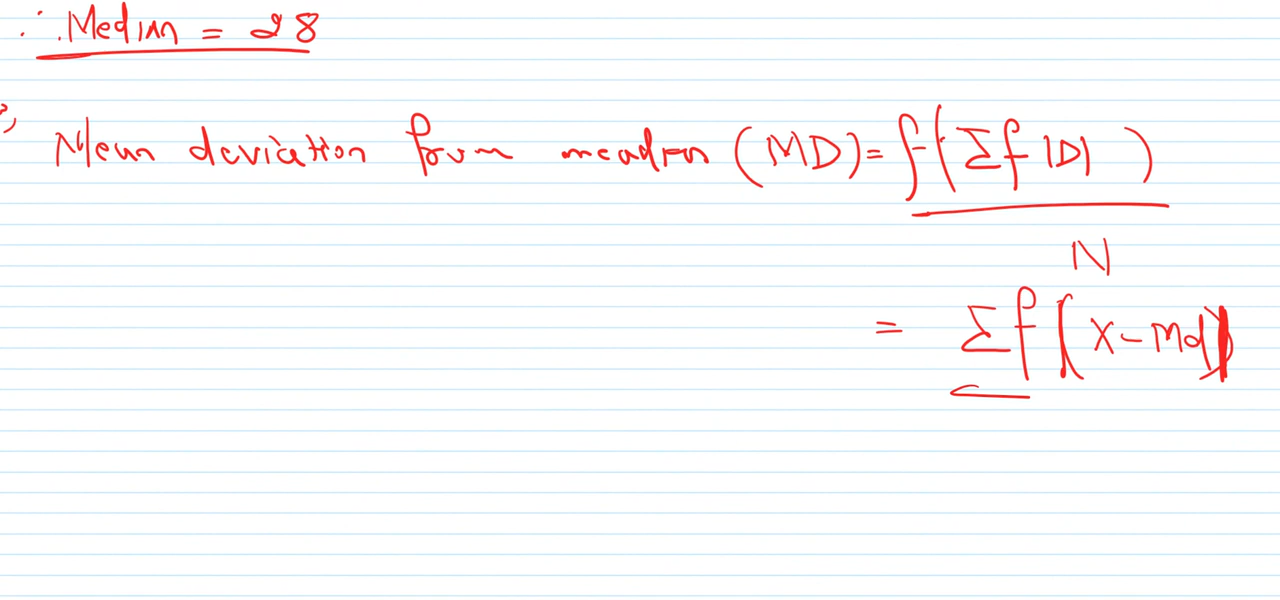 ∴ Median = 28
Mean deviation from median (MD) = f(Σf|D|)
N
= Σf|X-Md|